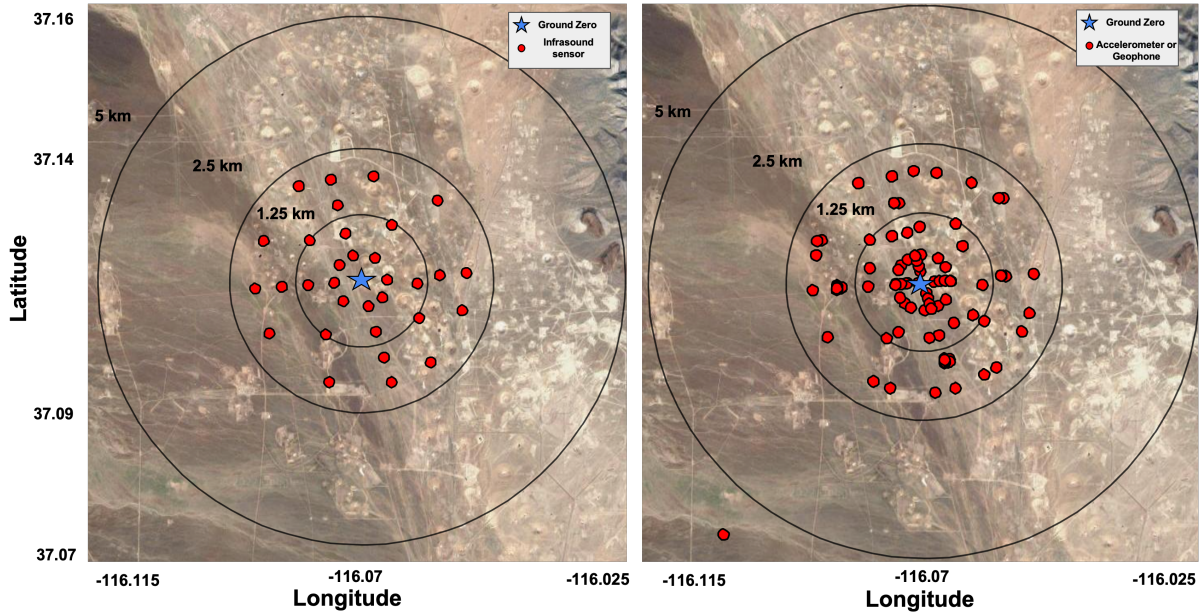 37.16
37.14
37.09
37.07
Latitude
Ground Zero
Infrasound
sensor
5 km
2.5 km
1.25 km
-116.115
-116.07
-116.025
Longitude
Ground Zero
Accelerometer or
Geophone
5 km
2.5 km
1.25 km
-116.115
-116.07
-116.025
Longitude